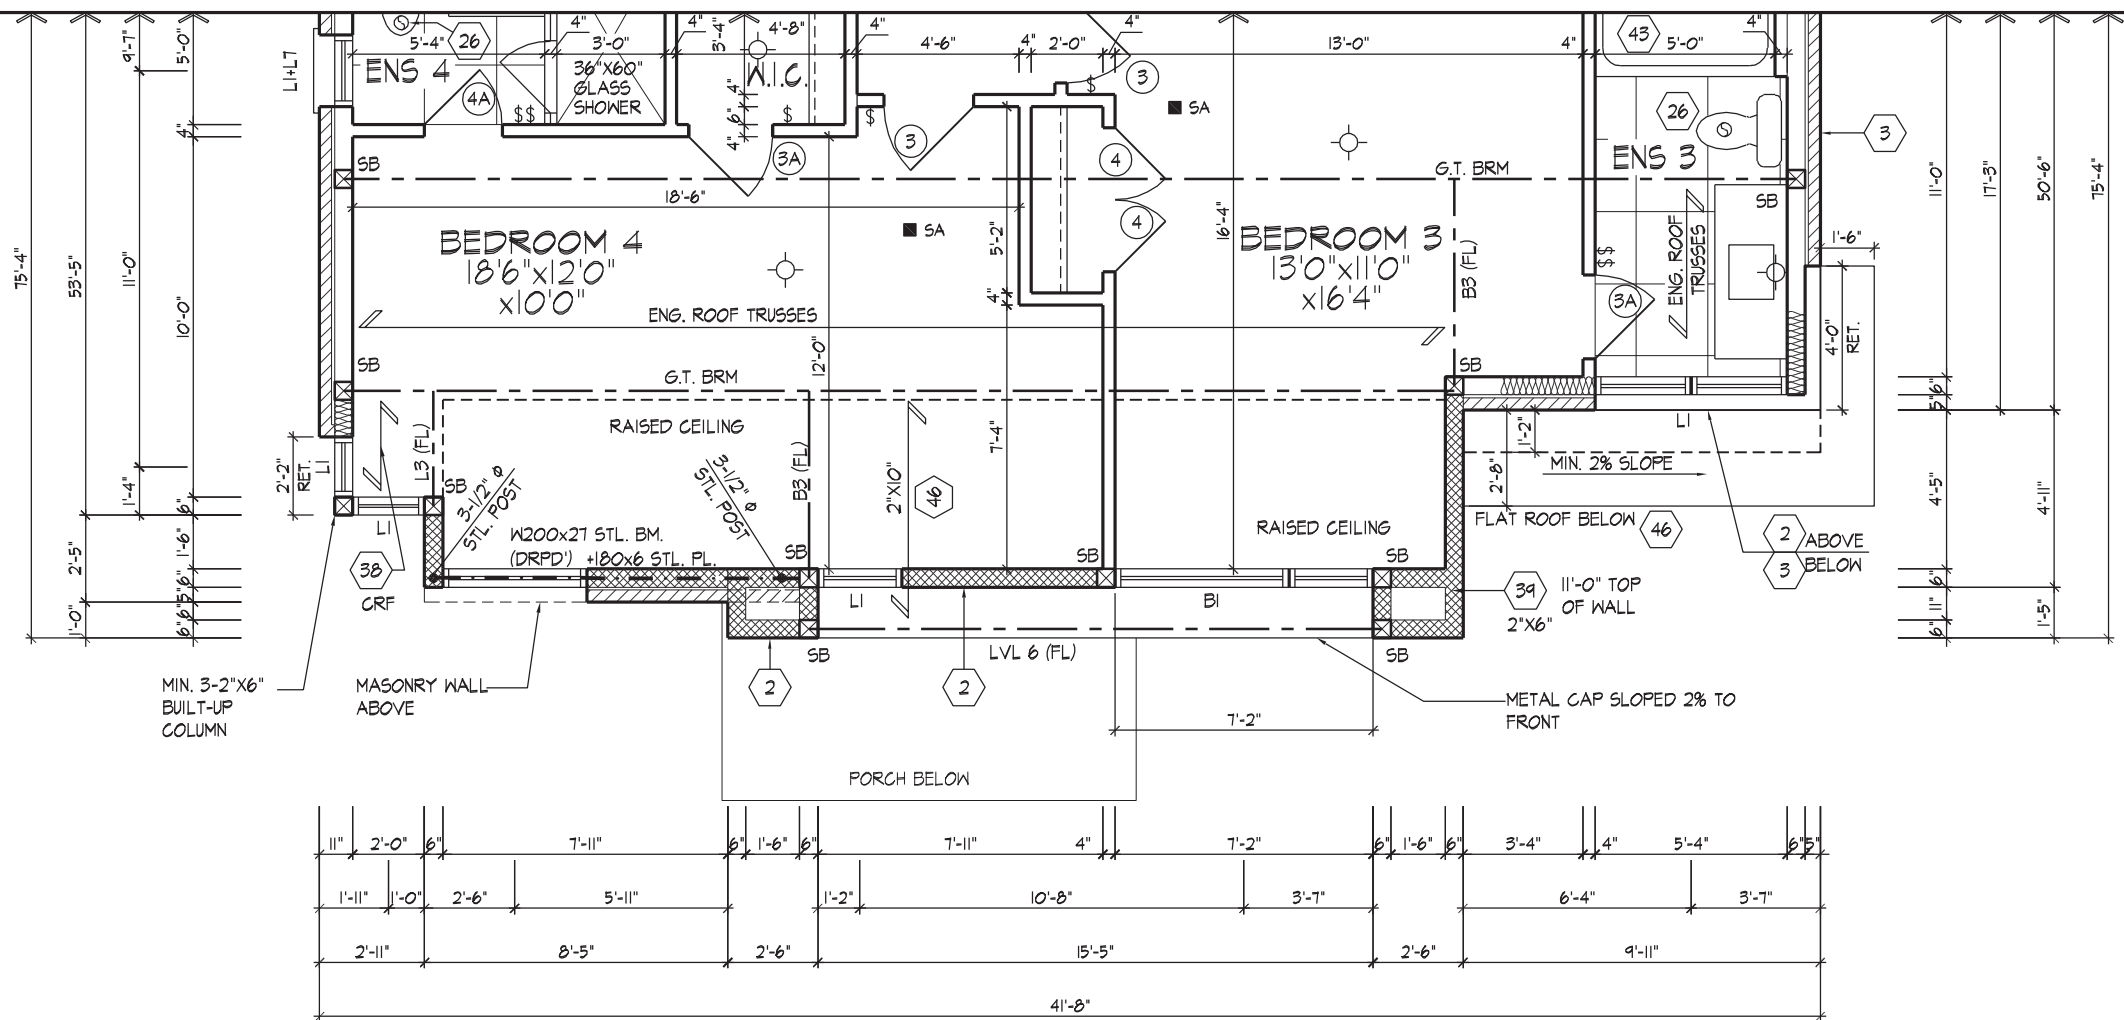 9'-7"
5'-0"
L1+L7
5'-4"
26
4"
3'-0"
4"
3'-4"
4'-8"
4"
4'-6"
4"
2'-0"
4"
13'-0"
4"
43
5'-0"
4"
ENS 4
4A
36"X60"
GLASS
SHOWER
$$
W.I.C.
4"
6"
4"
$
$
$
3
SA
26
ENS 3
3
4"
SB
3A
3
4
G.T. BRM
SB
18'-6"
SA
4
16'-4"
5'-2"
BEDROOM 4
18'6"x12'0"
x10'0"
BEDROOM 3
13'0"x11'0"
x16'4"
B3 (FL)
$$
ENG. ROOF
TRUSSES
3A
1'-6"
4'-0"
RET.
75'-4"
53'-5"
11'-0"
10'-0"
11'-0"
17'-3"
50'-6"
75'-4"
4"
ENG. ROOF TRUSSES
SB
12'-0"
G.T. BRM
SB
RAISED CEILING
L3 (FL)
B3 (FL)
7'-4"
2'-2"
RET.
L1
SB
3-1/2" Ø
STL. POST
3-1/2" Ø
STL. POST
2"X10"
46
L1
1'-2"
2'-8"
MIN. 2% SLOPE
FLAT ROOF BELOW
46
2
ABOVE
3
BELOW
L1
38
CRF
W200x27 STL. BM.
(DRPD') +180x6 STL. PL.
SB
RAISED CEILING
SB
SB
L1
B1
39
11'-0" TOP
OF WALL
2"X6"
1'-4"
6"
1'-6"
6"
5"
6"
6"
2'-5"
1'-0"
6"
5"
4'-5"
6"
11"
6"
4'-11"
1'-5"
SB
LVL 6 (FL)
SB
MIN. 3-2"X6"
BUILT-UP
COLUMN
MASONRY WALL
ABOVE
2
2
METAL CAP SLOPED 2% TO
FRONT
7'-2"
PORCH BELOW
11" 2'-0" 6" 7'-11" 6" 1'-6" 6" 7'-11" 4" 7'-2" 6" 1'-6" 6" 3'-4" 4" 5'-4" 6" 5"
1'-11" 1'-0" 2'-6" 5'-11" 1'-2" 10'-8" 3'-7" 6'-4" 3'-7"
2'-11" 8'-5" 2'-6" 15'-5" 2'-6" 9'-11"
41'-8"